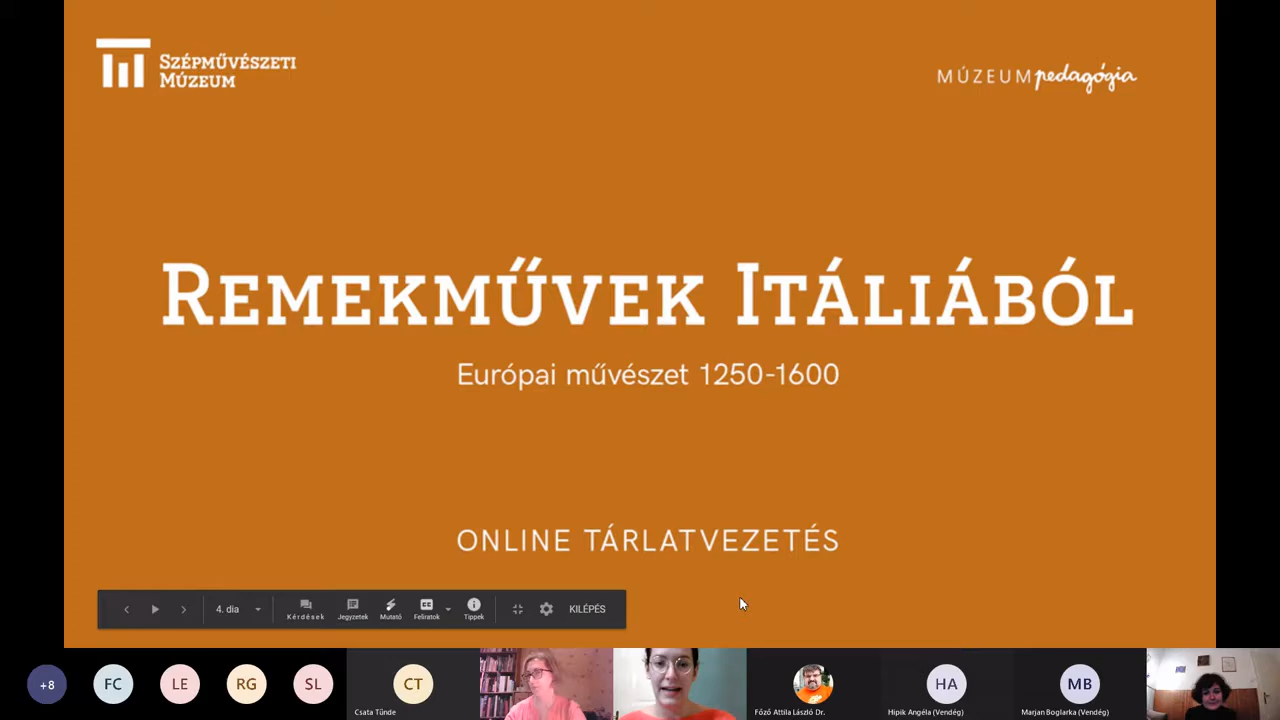 SZÉPMŰVÉSZETI
MÚZEUM
MÚZEUMpedagógia
REMEKMŰVEK ITÁLIÁBÓL
Európai művészet 1250-1600
ONLINE TÁRLATVEZETÉS
4. dia
Kérdések
Jegyzetek
Mutató
Feliratok
Tippek
KILÉPÉS
+8
FC
LE
RG
SL
CT
Csata Tünde
Főző Attila László Dr.
HA
Hipik Angéla (Vendég)
MB
Marjan Boglarka (Vendég)